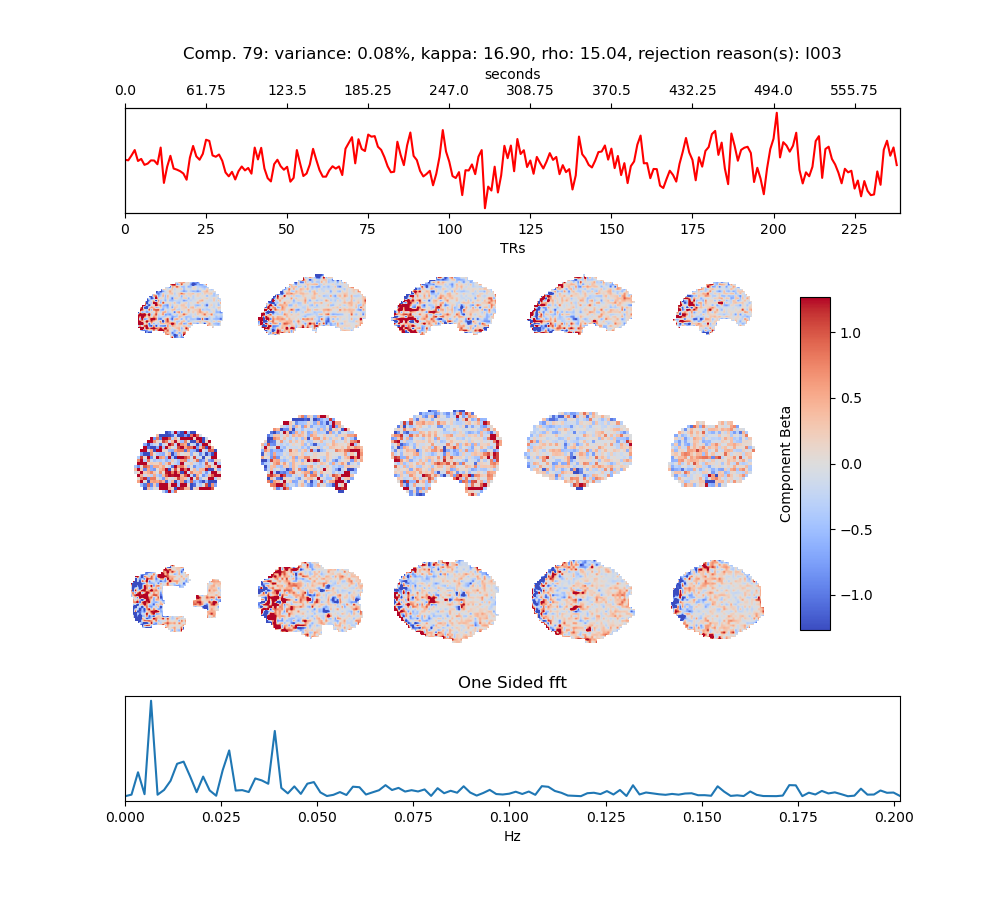 Comp. 79: variance: 0.08%, kappa: 16.90, rho: 15.04, rejection reason(s): I003
seconds
0.0 61.75 123.5 185.25 247.0 308.75 370.5 432.25 494.0 555.75
0 25 50 75 100 125 150 175 200 225
TRs
1.0
0.5
0.0
−0.5
−1.0
Component Beta
One Sided fft
0.000 0.025 0.050 0.075 0.100 0.125 0.150 0.175 0.200
Hz